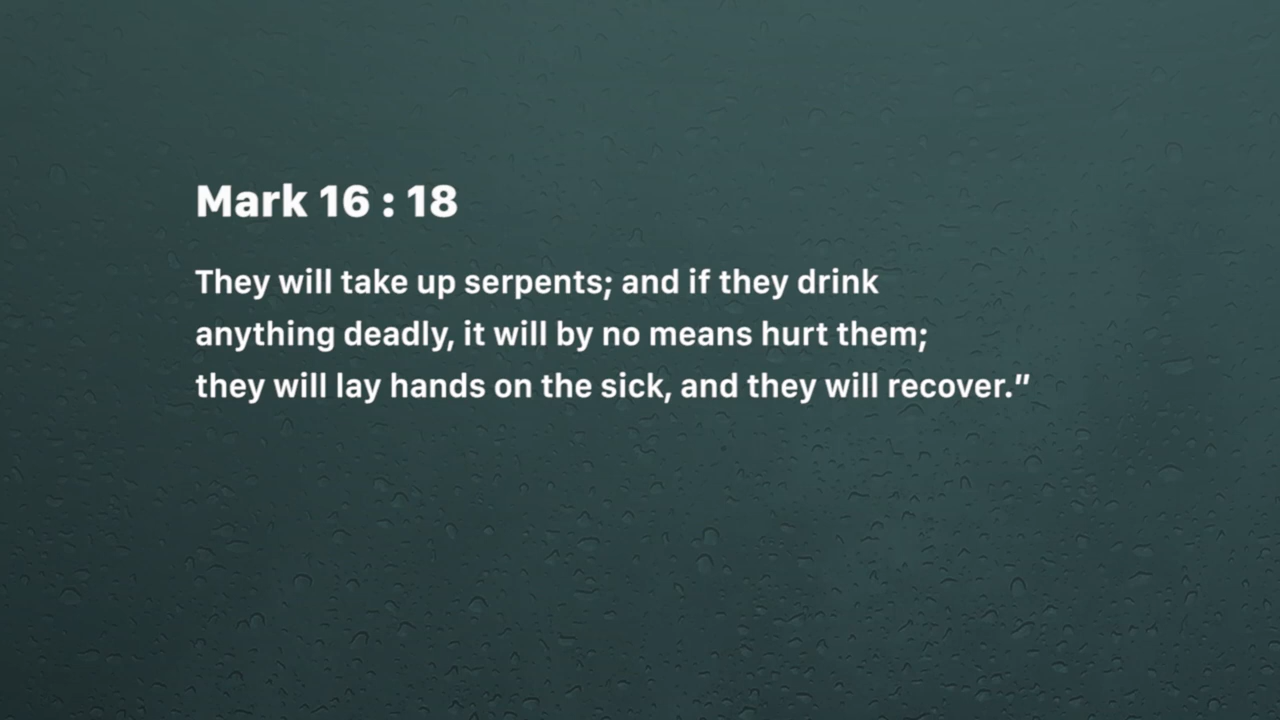 Mark 16 : 18
They will take up serpents; and if they drink
anything deadly, it will by no means hurt them;
they will lay hands on the sick, and they will recover.”